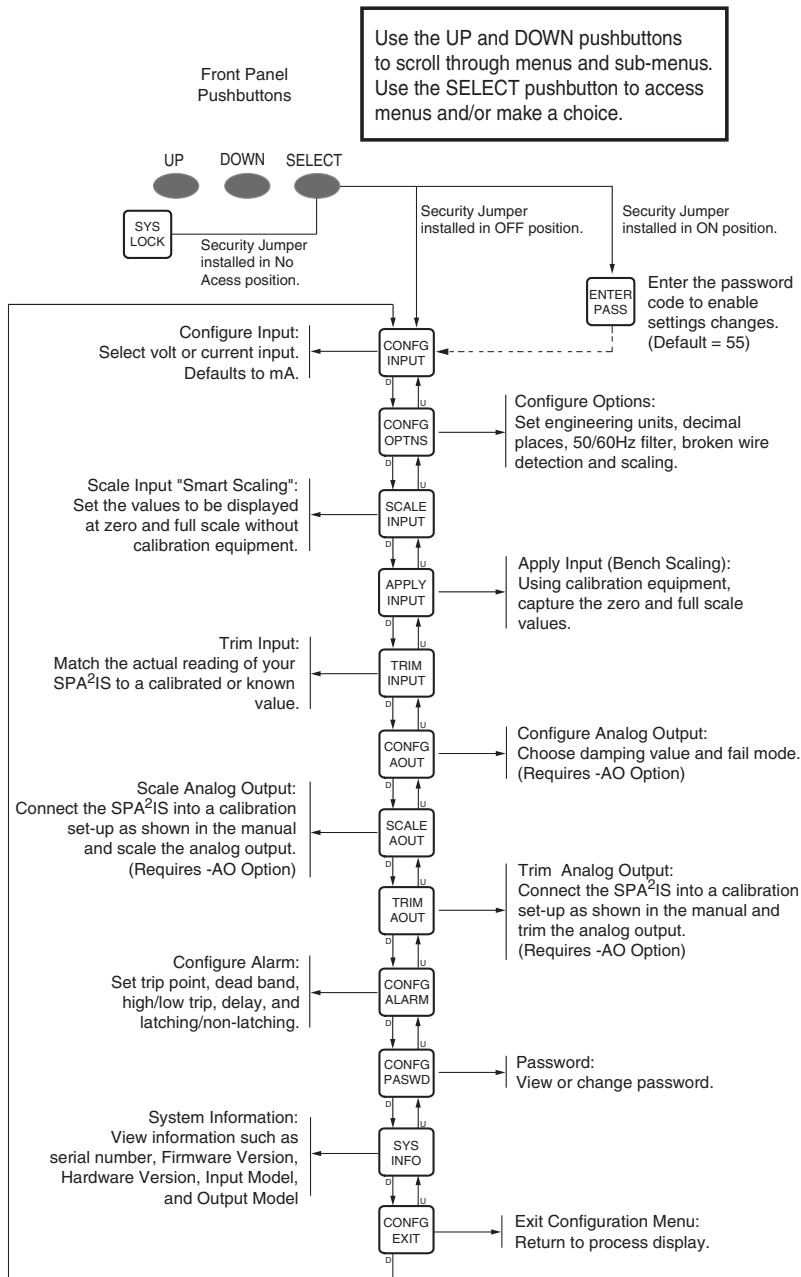 Use the UP and DOWN pushbuttons
to scroll through menus and sub-menus.
Use the SELECT pushbutton to access
menus and/or make a choice.
Front Panel
Pushbuttons
UP
DOWN
SELECT
SYS
LOCK
Security Jumper
installed in No
Acess position.
Security Jumper
installed in OFF position.
Security Jumper
installed in ON position.
ENTER
PASS
Enter the password
code to enable
settings changes.
(Default = 55)
Configure Input:
Select volt or current input.
Defaults to mA.
CONFG
INPUT
D
U
CONFG
OPTNS
Configure Options:
Set engineering units, decimal
places, 50/60Hz filter, broken wire
detection and scaling.
D
U
Scale Input "Smart Scaling":
Set the values to be displayed
at zero and full scale without
calibration equipment.
SCALE
INPUT
D
U
APPLY
INPUT
Apply Input (Bench Scaling):
Using calibration equipment,
capture the zero and full scale
values.
D
U
Trim Input:
Match the actual reading of your
SPA2IS to a calibrated or known
value.
TRIM
INPUT
D
U
CONFG
AOUT
Configure Analog Output:
Choose damping value and fail mode.
(Requires -AO Option)
D
U
Scale Analog Output:
Connect the SPA2IS into a calibration
set-up as shown in the manual
and scale the analog output.
(Requires -AO Option)
SCALE
AOUT
D
U
TRIM
AOUT
Trim Analog Output:
Connect the SPA2IS into a calibration
set-up as shown in the manual and
trim the analog output.
(Requires -AO Option)
D
U
Configure Alarm:
Set trip point, dead band,
high/low trip, delay, and
latching/non-latching.
CONFG
ALARM
D
U
CONFG
PASWD
Password:
View or change password.
D
U
System Information:
View information such as
serial number, Firmware Version,
Hardware Version, Input Model,
and Output Model
SYS
INFO
D
U
CONFG
EXIT
Exit Configuration Menu:
Return to process display.
D